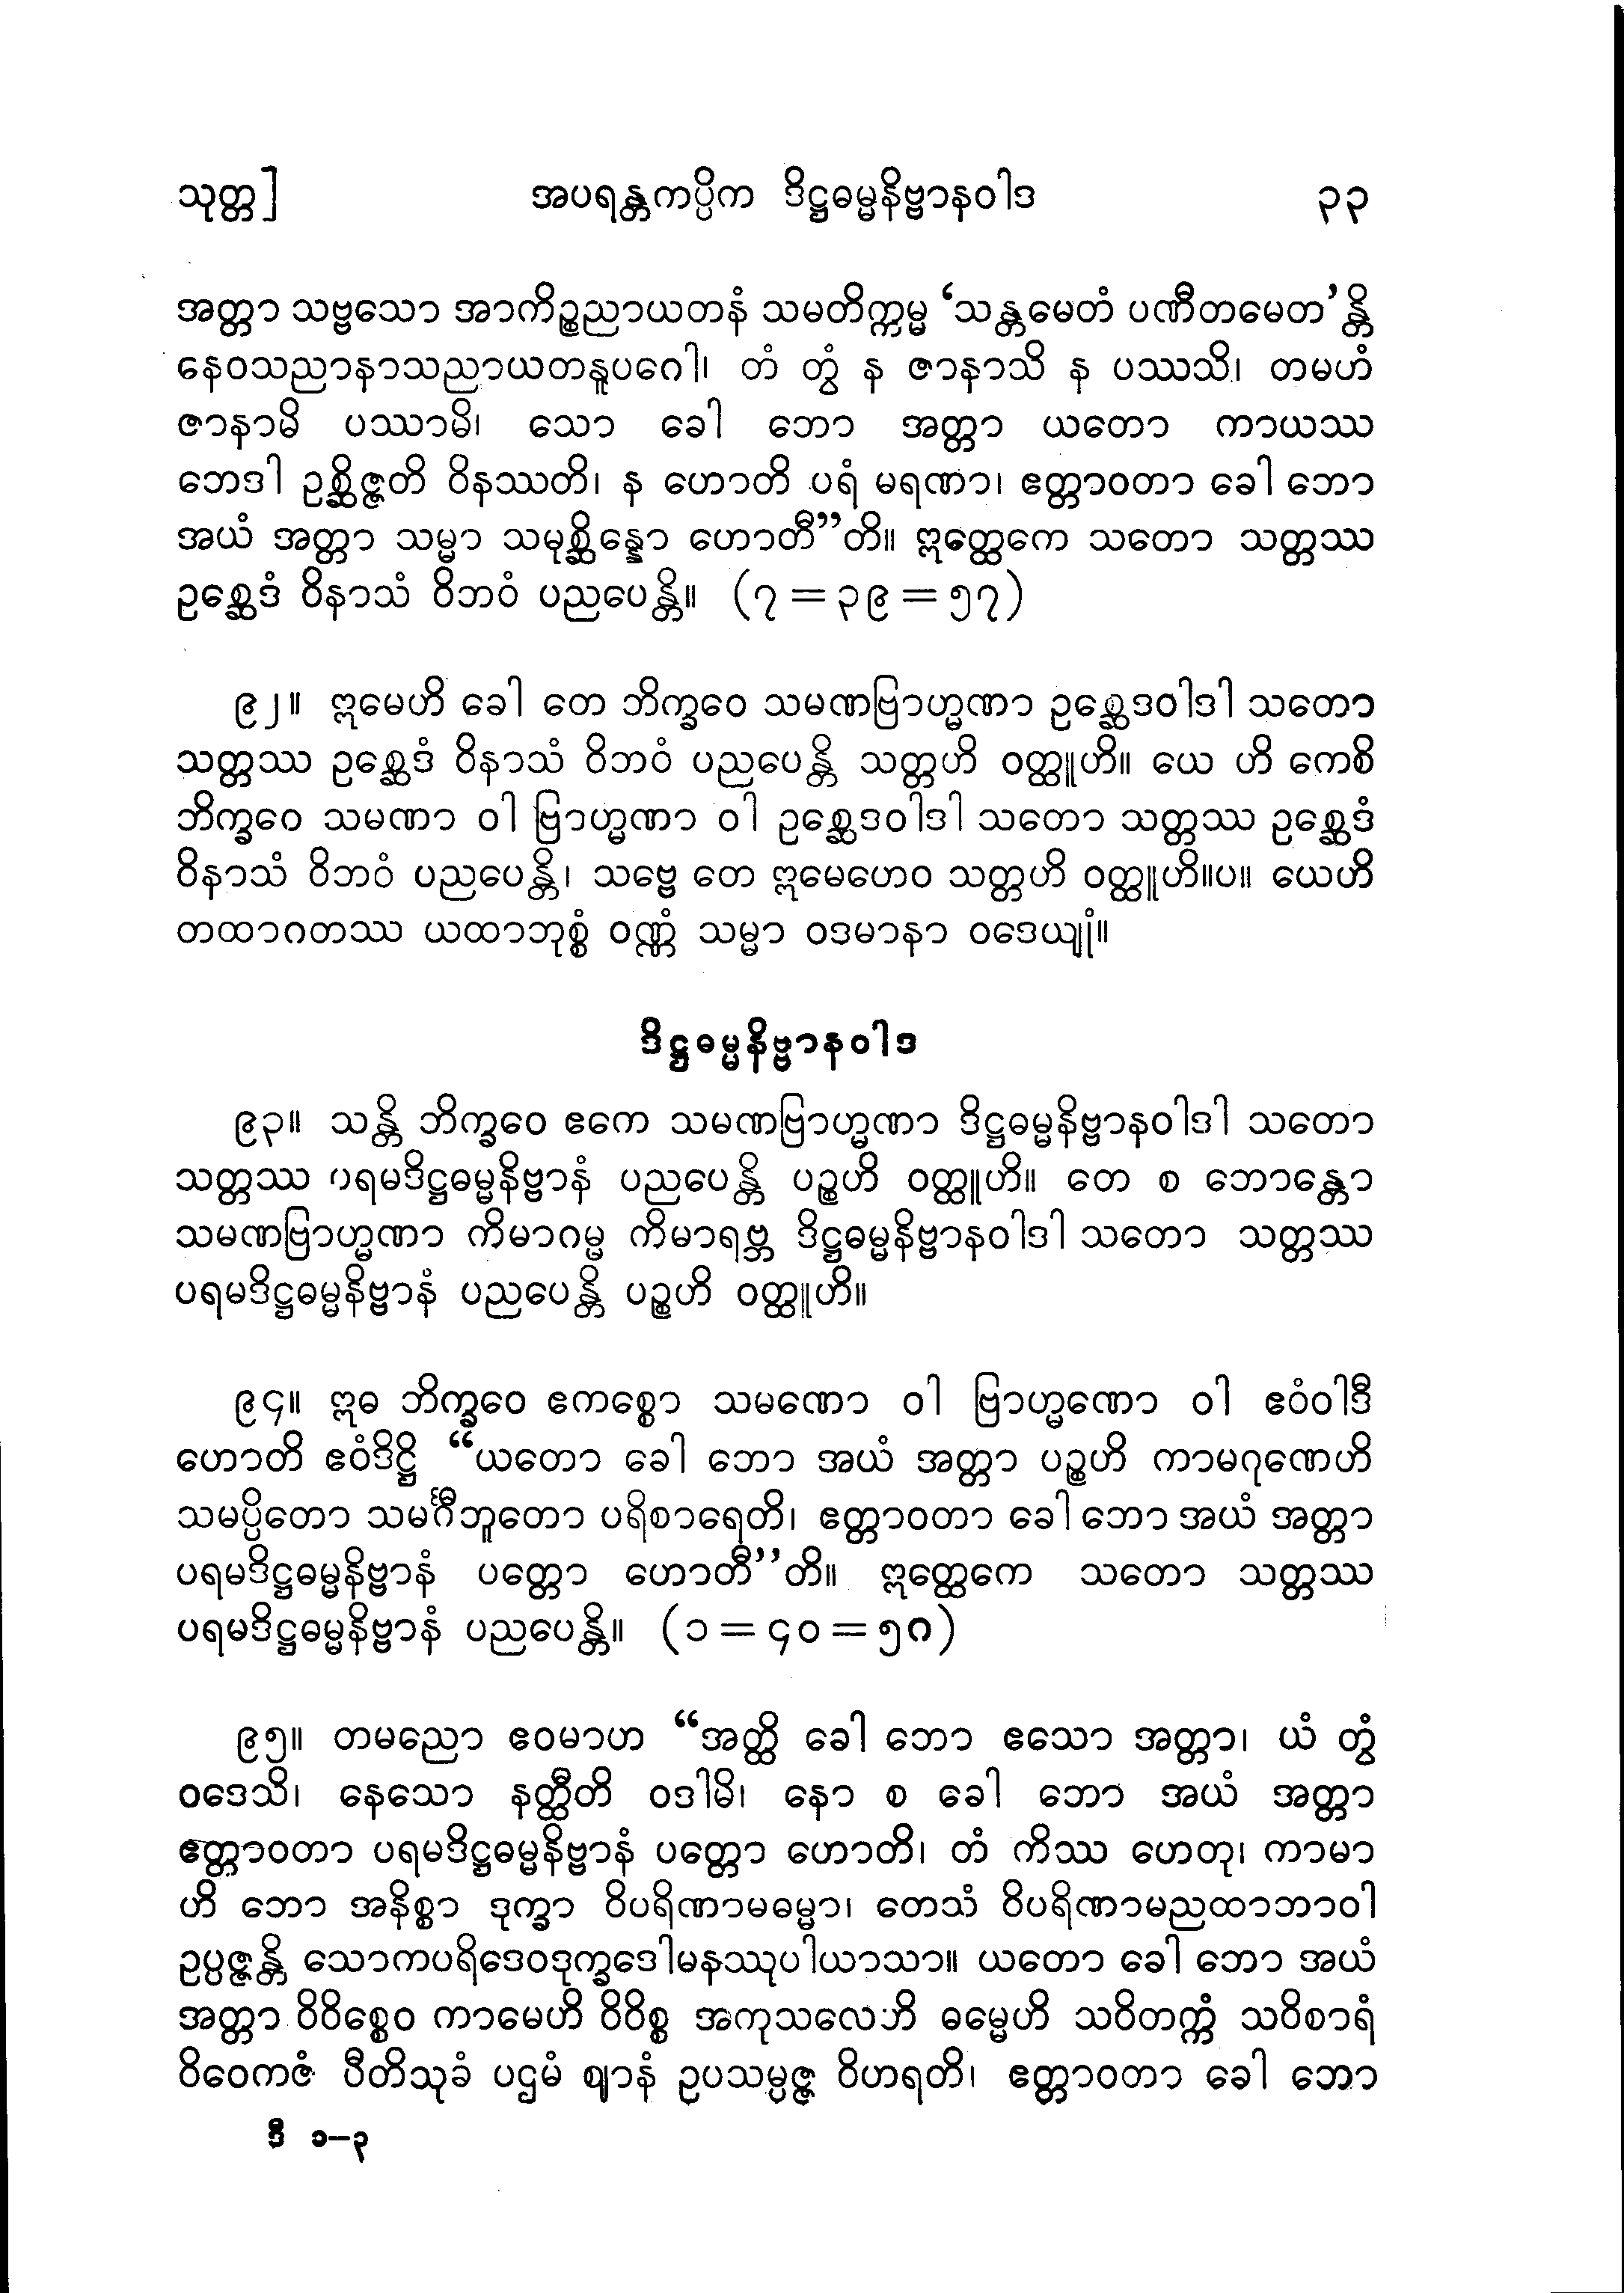 သုတ္တ] အပရန္တကပ္ပိက ဒိဋ္ဌဓမ္မနိဗ္ဗာနဝါဒ ၃၃
အတ္တာ သဗ္ဗသော အာကိဉ္စညာယတနံ သမတိက္ကမ္မ ‘သန္တမေတံ ပဏီတမေတ’န္တိ
နေဝသညာနာသညာယတနူပဂေါ၊ တံ တွံ န ဇာနာသိ န ပဿသိ၊ တမဟံ
ဇာနာမိ ပဿာမိ၊ သော ခေါ ဘော အတ္တာ ယတော ကာယဿ
ဘေဒါ ဥစ္ဆိဇ္ဇတိ ဝိနဿတိ၊ န ဟောတိ ပရံ မရဏာ၊ ဧတ္တာဝတာ ခေါ ဘော
အယံ အတ္တာ သမ္မာ သမုစ္ဆိန္နော ဟောတီ”တိ။ ဣတ္ထေကေ သတော သတ္တဿ
ဥစ္ဆေဒံ ဝိနာသံ ဝိဘဝံ ပညပေန္တိ။ (၇ = ၃၉ = ၅၇)
၉၂။ ဣမေဟိ ခေါ တေ ဘိက္ခဝေ သမဏဗြာဟ္မဏာ ဥစ္ဆေဒဝါဒါ သတော
သတ္တဿ ဥစ္ဆေဒံ ဝိနာသံ ဝိဘဝံ ပညပေန္တိ သတ္တဟိ ဝတ္ထူဟိ။ ယေ ဟိ ကေစိ
ဘိက္ခဝေ သမဏာ ဝါ ဗြာဟ္မဏာ ဝါ ဥစ္ဆေဒဝါဒါ သတော သတ္တဿ ဥစ္ဆေဒံ
ဝိနာသံ ဝိဘဝံ ပညပေန္တိ၊ သဗ္ဗေ တေ ဣမေဟေဝ သတ္တဟိ ဝတ္ထူဟိ။ပ။ ယေဟိ
တထာဂတဿ ယထာဘုစ္စံ ဝဏ္ဏံ သမ္မာ ဝဒမာနာ ဝဒေယျုံ။
ဒိဋ္ဌဓမ္မနိဗ္ဗာနဝါဒ
၉၃။ သန္တိ ဘိက္ခဝေ ဧကေ သမဏဗြာဟ္မဏာ ဒိဋ္ဌဓမ္မနိဗ္ဗာနဝါဒါ သတော
သတ္တဿ ပရမဒိဋ္ဌဓမ္မနိဗ္ဗာနံ ပညပေန္တိ ပဉ္စဟိ ဝတ္ထူဟိ။ တေ စ ဘောန္တော
သမဏဗြာဟ္မဏာ ကိမာဂမ္မ ကိမာရဗ္ဘ ဒိဋ္ဌဓမ္မနိဗ္ဗာနဝါဒါ သတော သတ္တဿ
ပရမဒိဋ္ဌဓမ္မနိဗ္ဗာနံ ပညပေန္တိ ပဉ္စဟိ ဝတ္ထူဟိ။
၉၄။ ဣဓ ဘိက္ခဝေ ဧကစ္စော သမဏော ဝါ ဗြာဟ္မဏော ဝါ ဧဝံဝါဒီ
ဟောတိ ဧဝံဒိဋ္ဌိ “ယတော ခေါ ဘော အယံ အတ္တာ ပဉ္စဟိ ကာမဂုဏေဟိ
သမပ္ပိတော သမင်္ဂီဘူတော ပရိစာရေတိ၊ ဧတ္တာဝတာ ခေါ ဘော အယံ အတ္တာ
ပရမဒိဋ္ဌဓမ္မနိဗ္ဗာနံ ပတ္တော ဟောတီ”တိ။ ဣတ္ထေကေ သတော သတ္တဿ
ပရမဒိဋ္ဌဓမ္မနိဗ္ဗာနံ ပညပေန္တိ။ (၁ = ၄၀ = ၅၈)
၉၅။ တမညော ဧဝမာဟ “အတ္ထိ ခေါ ဘော ဧသော အတ္တာ၊ ယံ တွံ
ဝဒေသိ၊ နေသော နတ္ထီတိ ဝဒါမိ၊ နော စ ခေါ ဘော အယံ အတ္တာ
ဧတ္တာဝတာ ပရမဒိဋ္ဌဓမ္မနိဗ္ဗာနံ ပတ္တော ဟောတိ၊ တံ ကိဿ ဟေတု၊ ကာမာ
ဟိ ဘော အနိစ္စာ ဒုက္ခာ ဝိပရိဏာမဓမ္မာ၊ တေသံ ဝိပရိဏာမညထာဘာဝါ
ဥပ္ပဇ္ဇန္တိ သောကပရိဒေဝဒုက္ခဒေါမနဿုပါယာသာ။ ယတော ခေါ ဘော အယံ
အတ္တာ ဝိဝိစ္စေဝ ကာမေဟိ ဝိဝိစ္စ အကုသလေဟိ ဓမ္မေဟိ သဝိတက္ကံ သဝိစာရံ
ဝိဝေကဇံ ပီတိသုခံ ပဌမံ ဈာနံ ဥပသမ္ပဇ္ဇ ဝိဟရတိ၊ ဧတ္တာဝတာ ခေါ ဘော
ဒီ ၁–၃